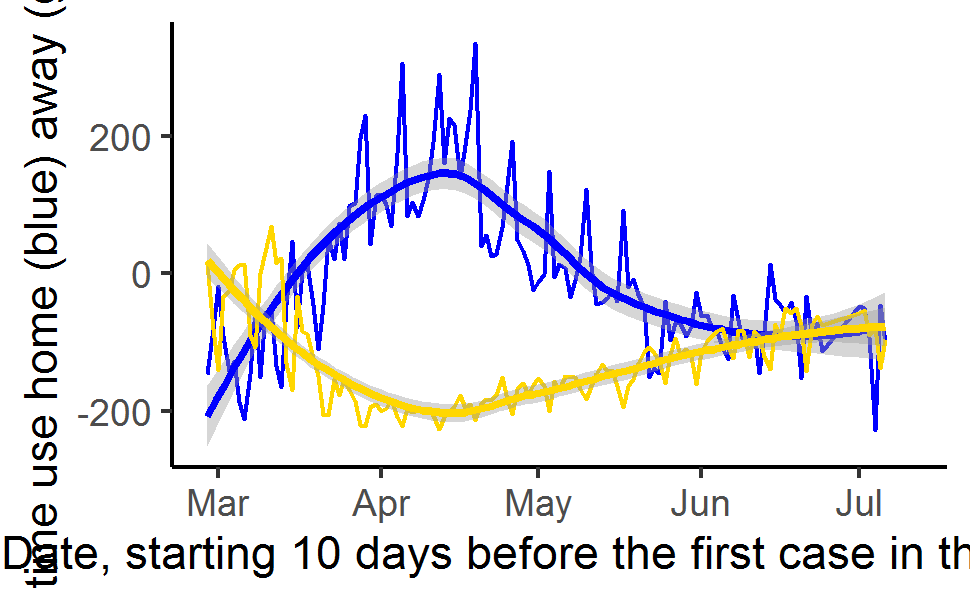 time use home (blue) away (
200
0
-200
Mar Apr May Jun Jul
Date, starting 10 days before the first case in th